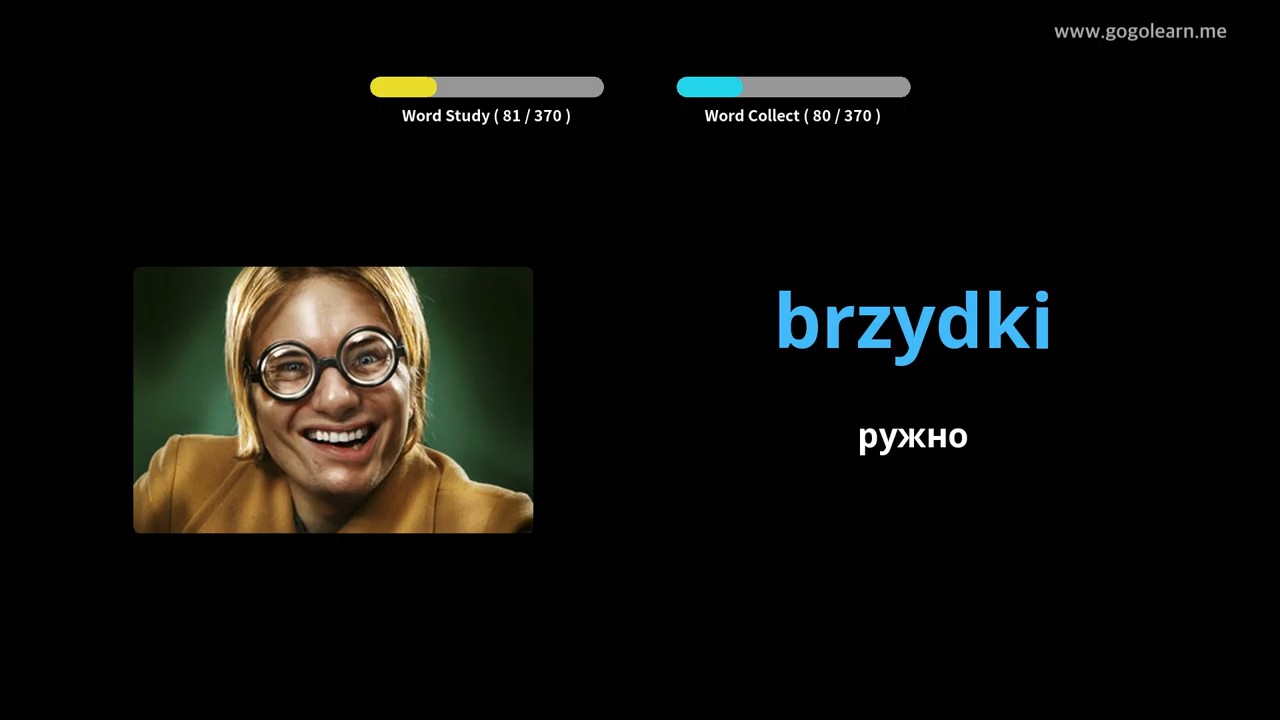 www.gogolearn.me
Word Study ( 81 / 370 )
Word Collect ( 80 / 370 )
brzydki
ружно